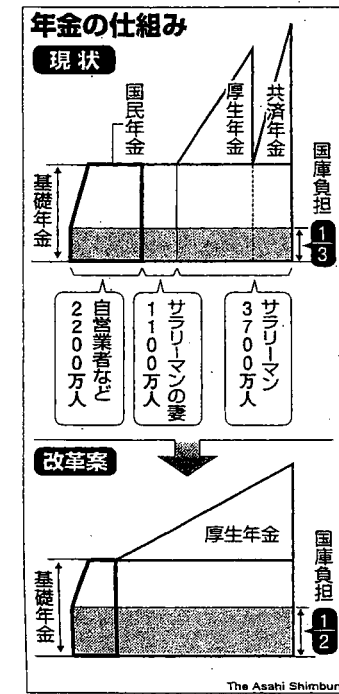 年金の仕組み
現状
国民年金
厚生年金
共済年金
国庫負担
1/3
基礎年金
自営業者など
2200万人
サラリーマンの妻
1100万人
サラリーマン
3700万人
改革案
厚生年金
国庫負担
1/2
基礎年金
The Asahi Shimbun